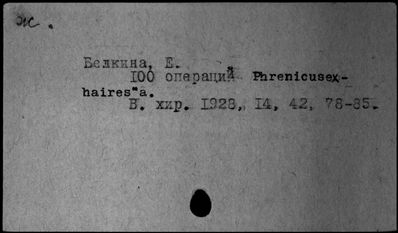 ж.
Белкина, Е.
100 операций Phrenicusex-
haires"a.
В. хир. 1928, 14, 42, 78-85.